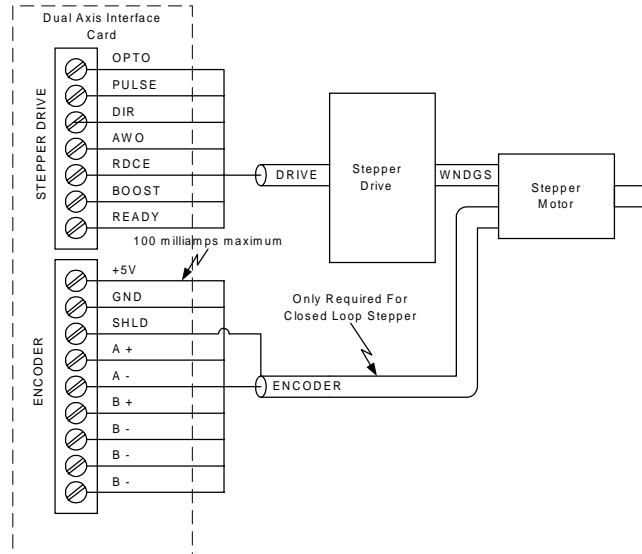 Dual Axis Interface
Card
STEPPER DRIVE
OPTO
PULSE
DIR
AWO
RDCE
BOOST
READY
DRIVE
Stepper
Drive
WNDGS
Stepper
Motor
100 milliamps maximum
ENCODER
+5V
GND
SHLD
A +
A -
B +
B -
B -
B -
Only Required For
Closed Loop Stepper
ENCODER